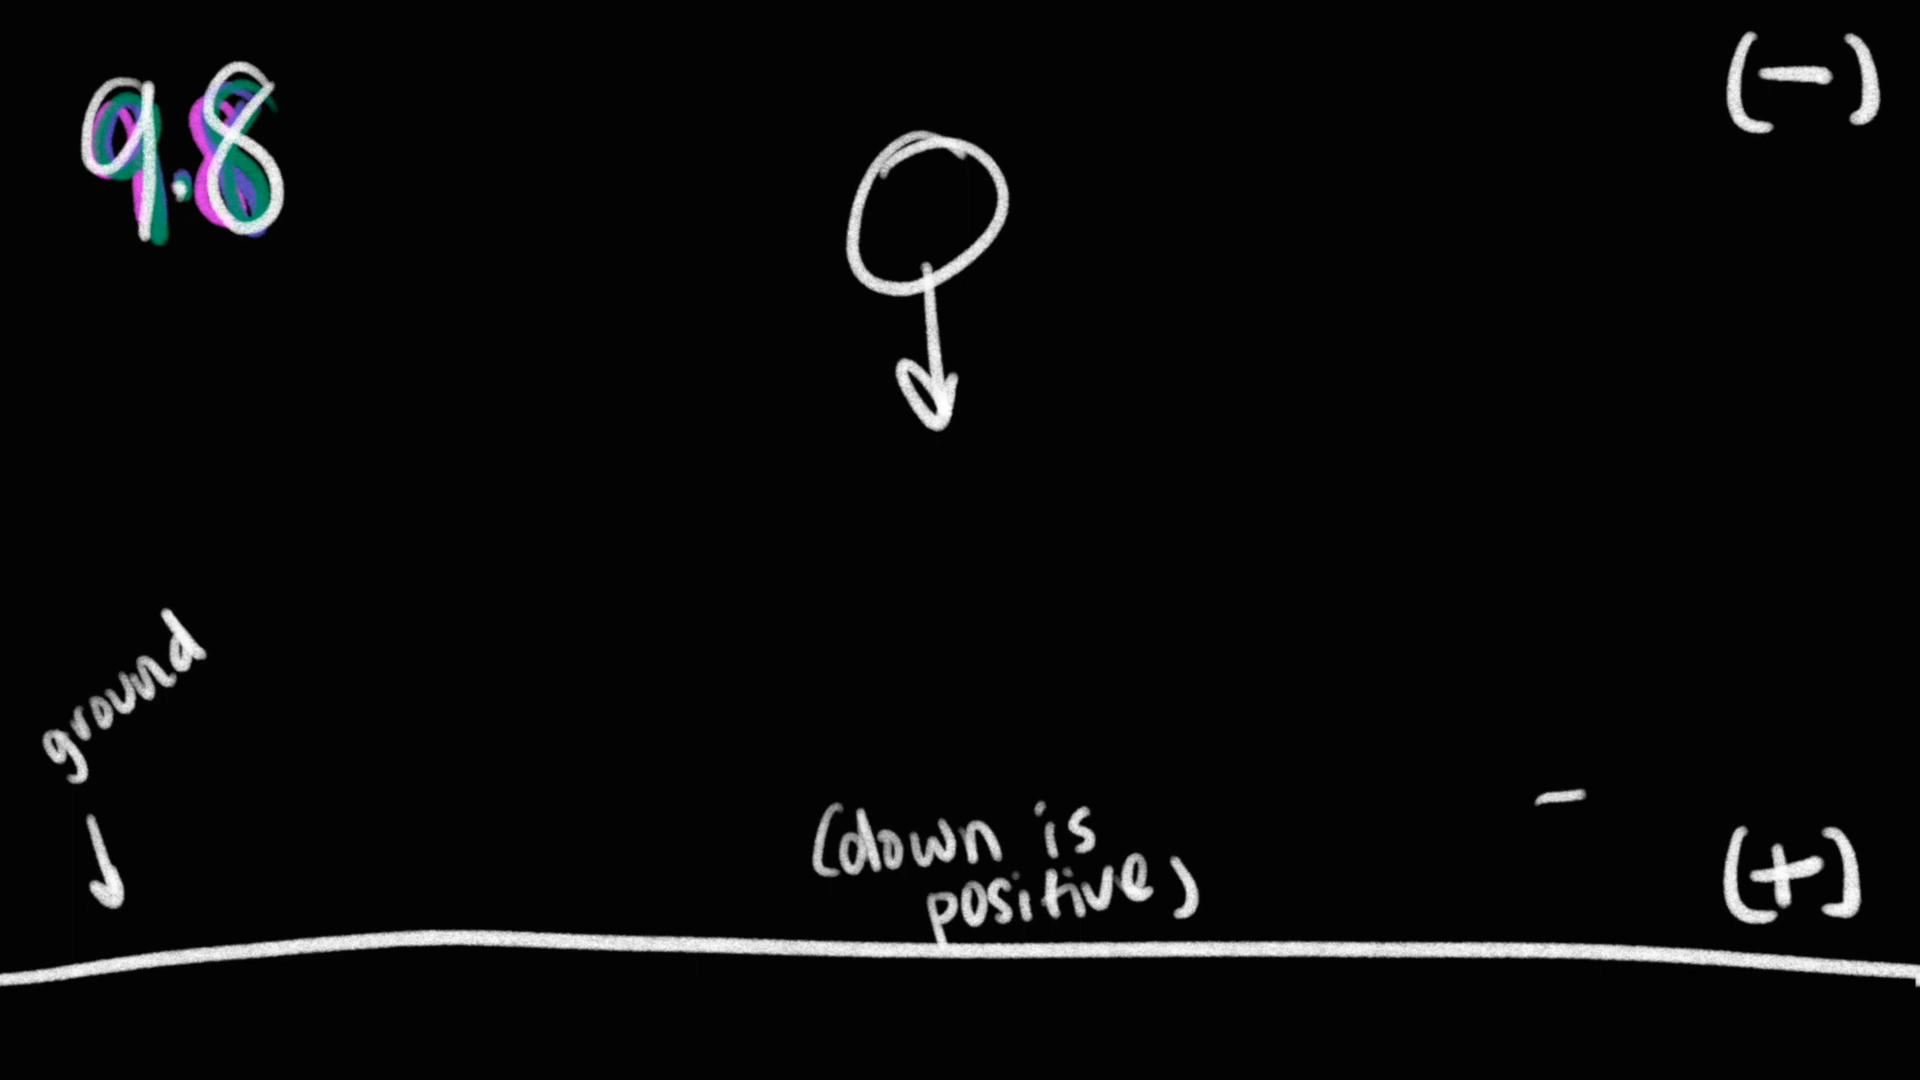 9.8
(-)
ground
(down is
positive)
-
(+)